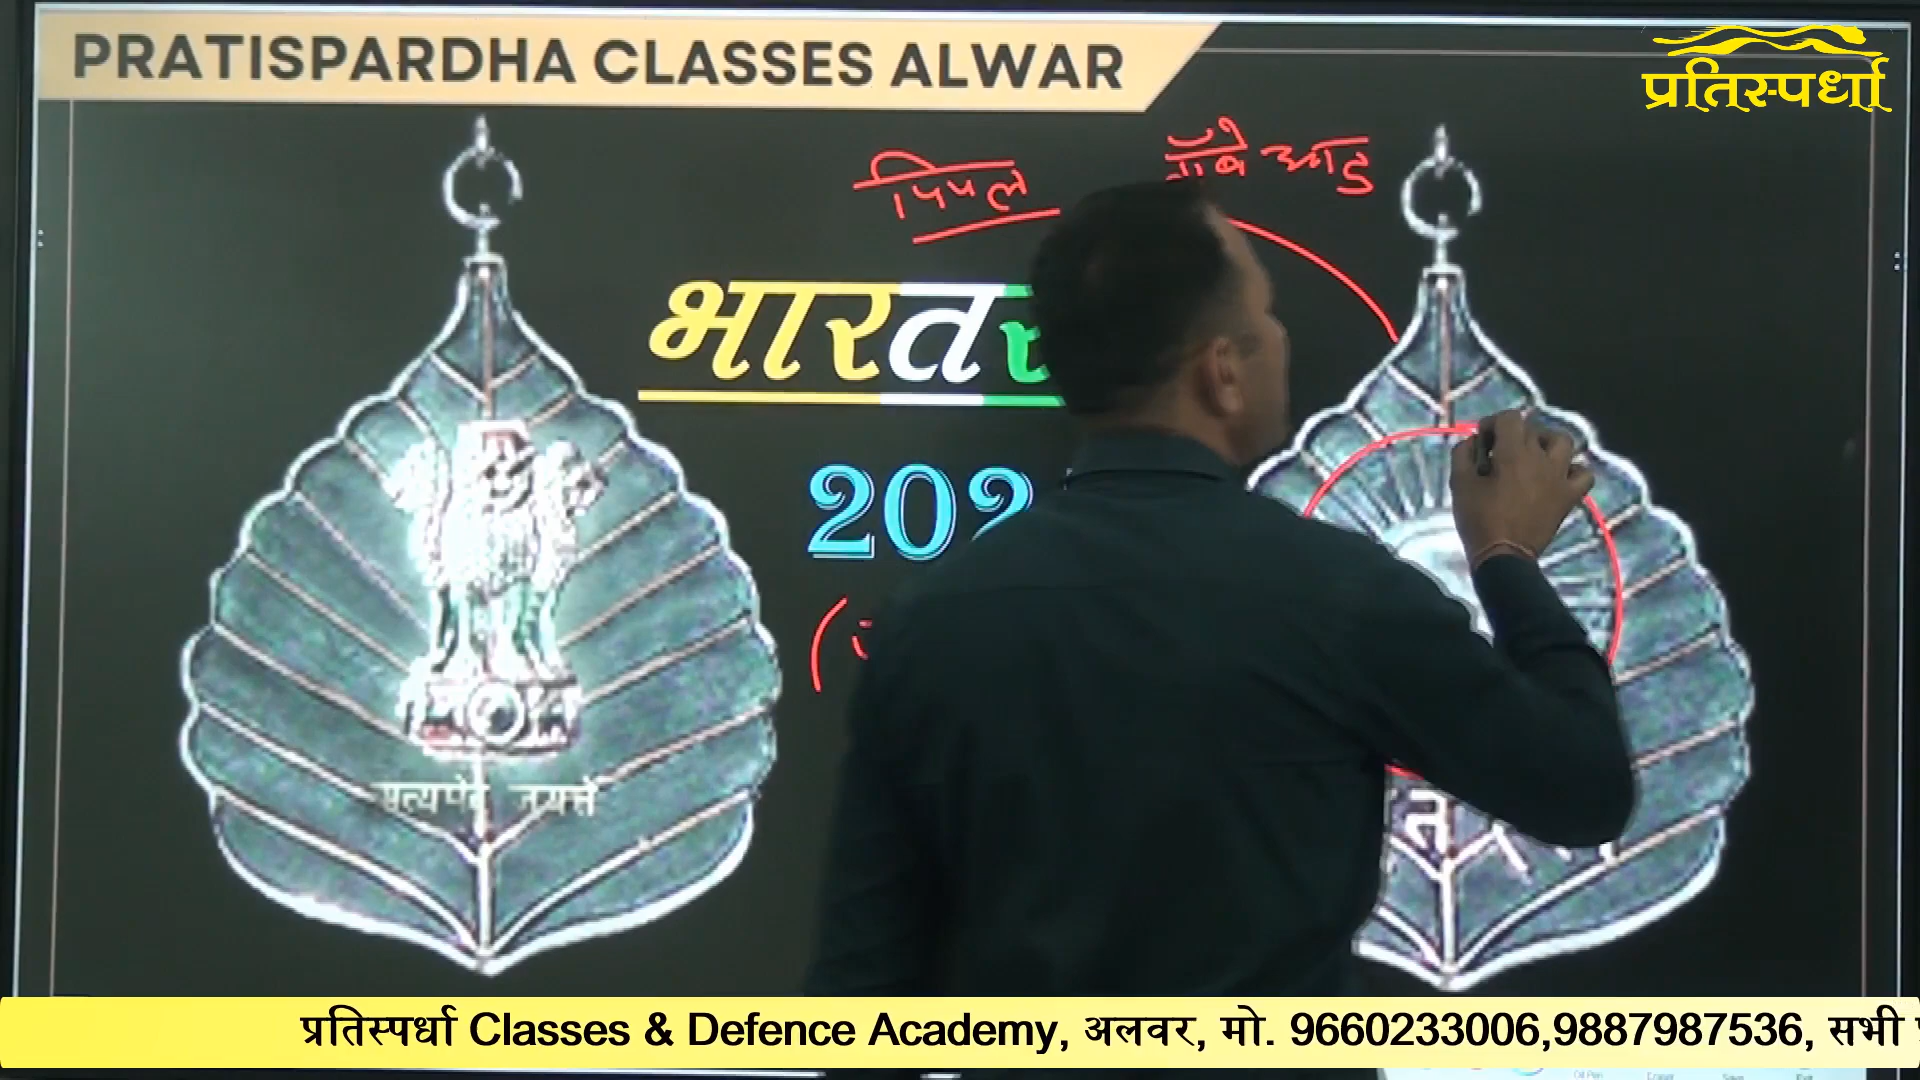 PRATISPARDHA CLASSES ALWAR
प्रतिस्पर्धा
पिपल
भारत
202
सत्यमेव जयते
प्रतिस्पर्धा Classes & Defence Academy, अलवर, मो. 9660233006,9887987536, सभी